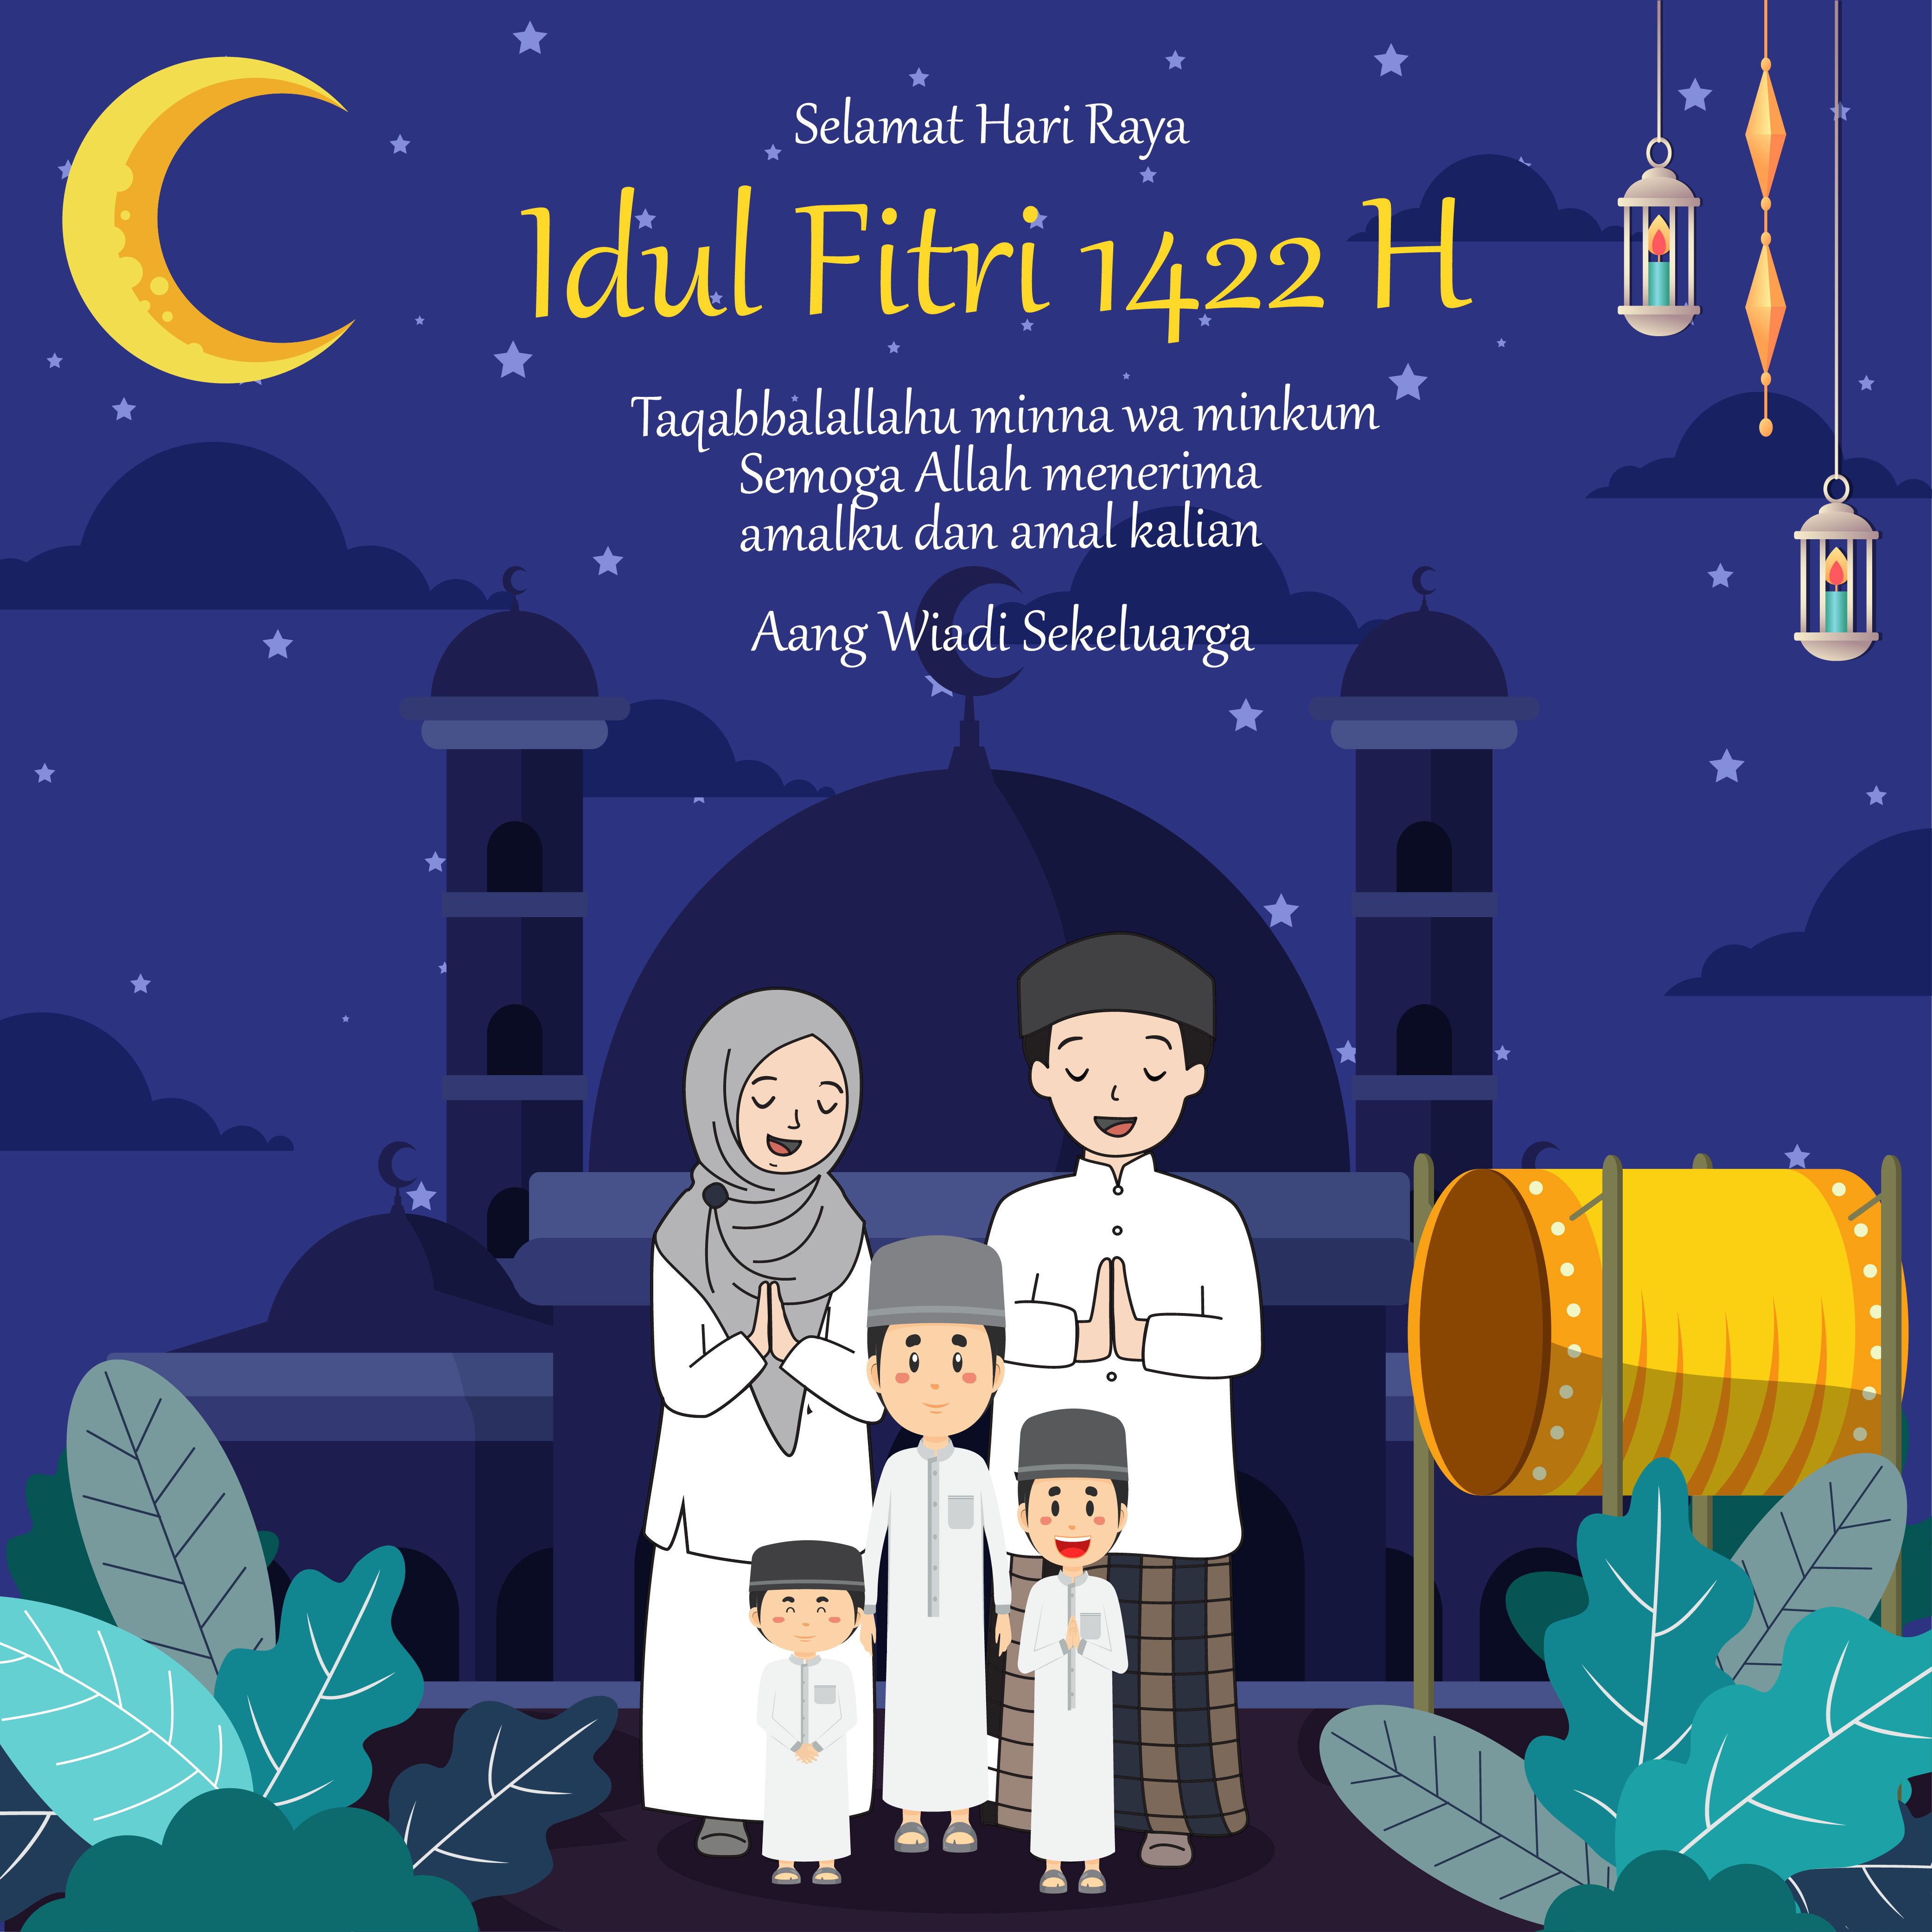 Selamat Hari Raya
Idul Fitri 1422 H
Taqabbalallahu minna wa minkum
Semoga Allah menerima
amalku dan amal kalian
Aang Wiadi Sekeluarga